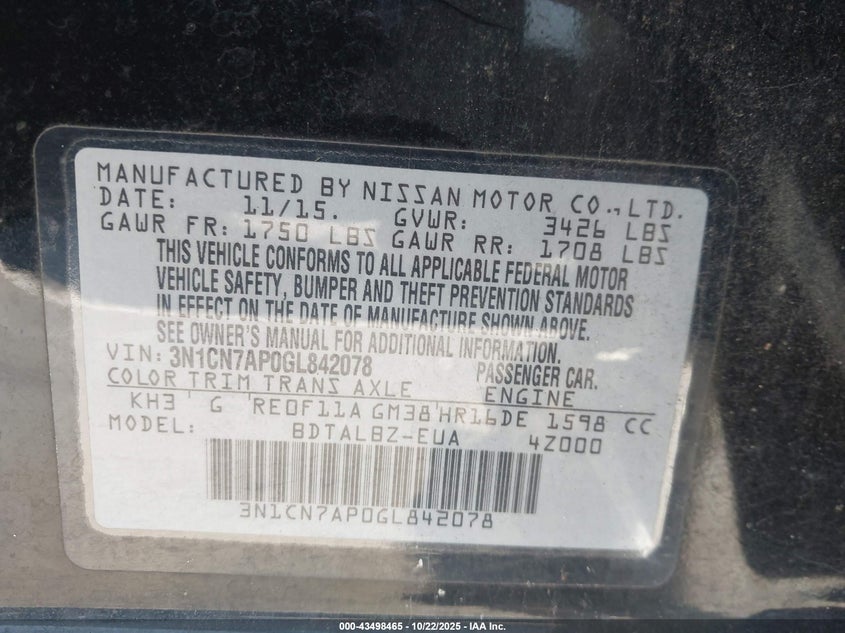 MANUFACTURED BY NISSAN MOTOR CO., LTD.
DATE: 11/15. GVWR: 3426 LBS
GAWR FR: 1750 LBS GAWR RR: 1708 LBS
THIS VEHICLE CONFORMS TO ALL APPLICABLE FEDERAL MOTOR
VEHICLE SAFETY, BUMPER AND THEFT PREVENTION STANDARDS
IN EFFECT ON THE DATE OF MANUFACTURE SHOWN ABOVE.
SEE OWNER'S MANUAL FOR ADDITIONAL INFORMATION.
VIN: 3N1CN7AP0GL842078 PASSENGER CAR.
COLOR TRIM TRANS AXLE ENGINE
KH3 G RE0F11A GM38 HR16DE 1598 CC
MODEL: BDTALBZ-EUA 4Z000
3N1CN7AP0GL842078
000-43498465 - 10/22/2025 - IAA Inc.